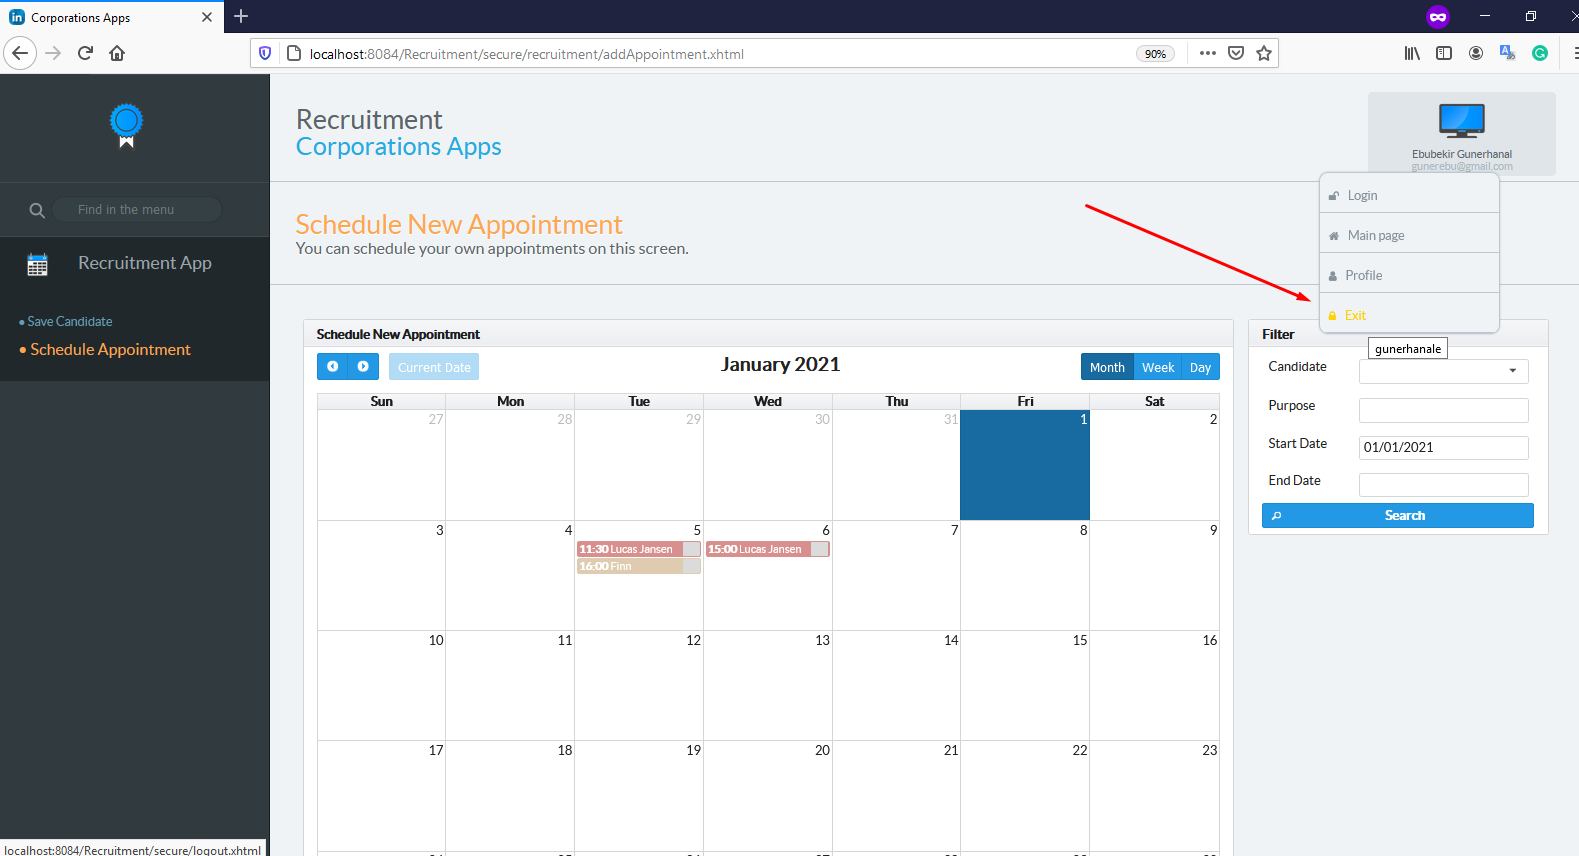 Corporations Apps
localhost:8084/Recruitment/secure/recruitment/addAppointment.xhtml
90%
Find in the menu
Recruitment App
Save Candidate
Schedule Appointment
Recruitment
Corporations Apps
Ebubekir Gunerhanal
gunerebu@gmail.com
Login
Main page
Profile
Exit
gunerhanale
Schedule New Appointment
You can schedule your own appointments on this screen.
Schedule New Appointment
Current Date
January 2021
Month Week Day
Sun Mon Tue Wed Thu Fri Sat
27 28 29 30 31 1 2
3 4 5 6 7 8 9
11:30 Lucas Jansen
15:00 Lucas Jansen
16:00 Finn
10 11 12 13 14 15 16
17 18 19 20 21 22 23
Filter
Candidate
Purpose
Start Date 01/01/2021
End Date
Search
localhost:8084/Recruitment/secure/logout.xhtml